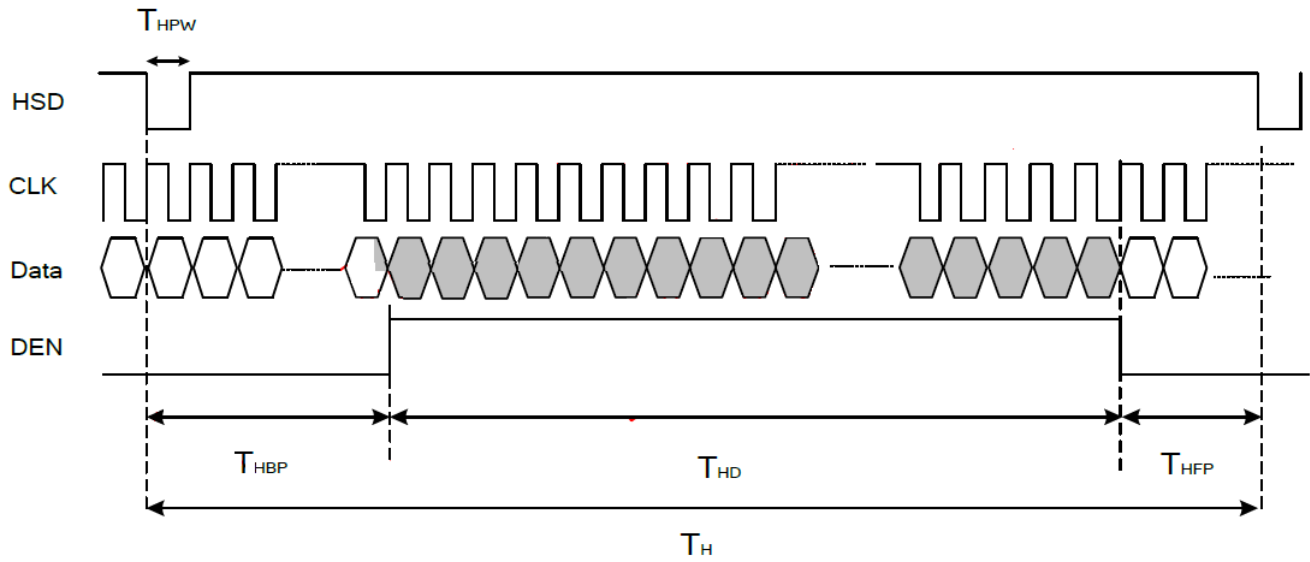 THPW
HSD
CLK
Data
DEN
THBP
THD
THFP
TH